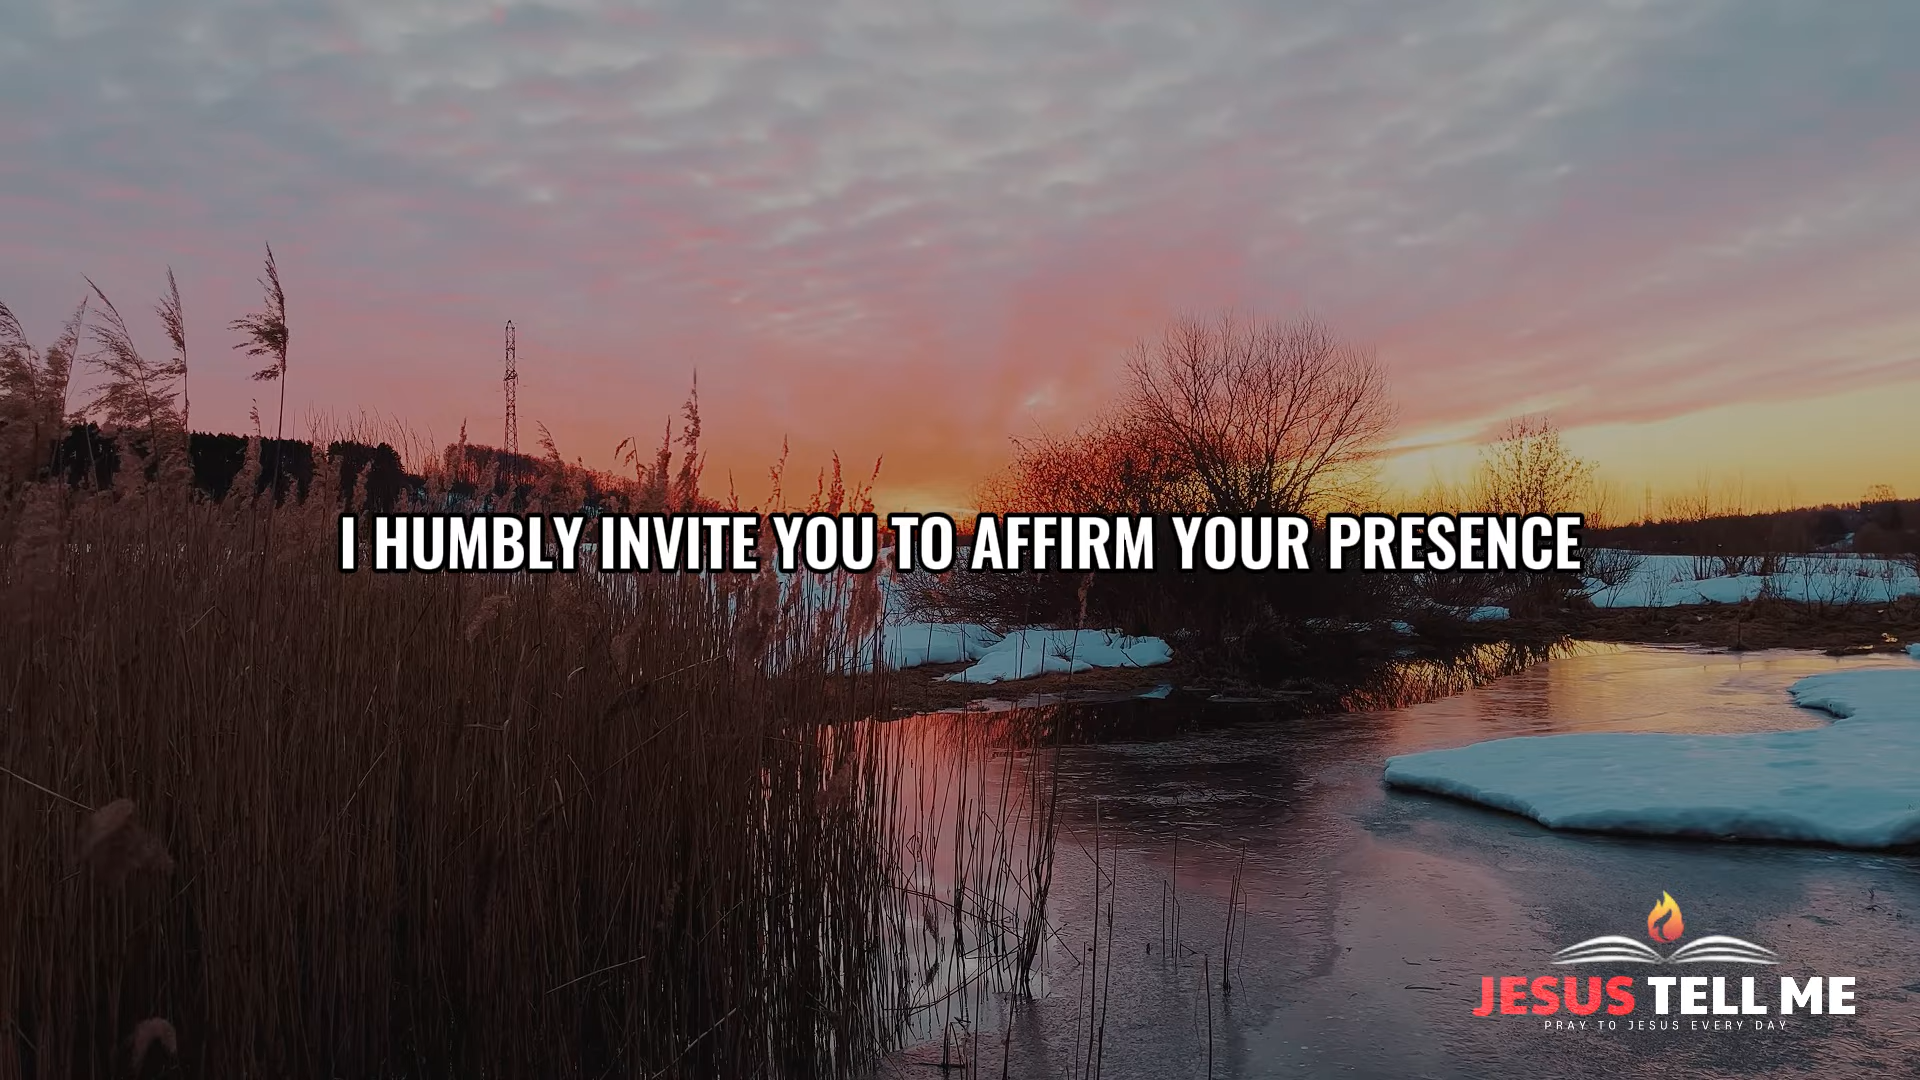 I HUMBLY INVITE YOU TO AFFIRM YOUR PRESENCE
JESUS TELL ME
PRAY TO JESUS EVERY DAY